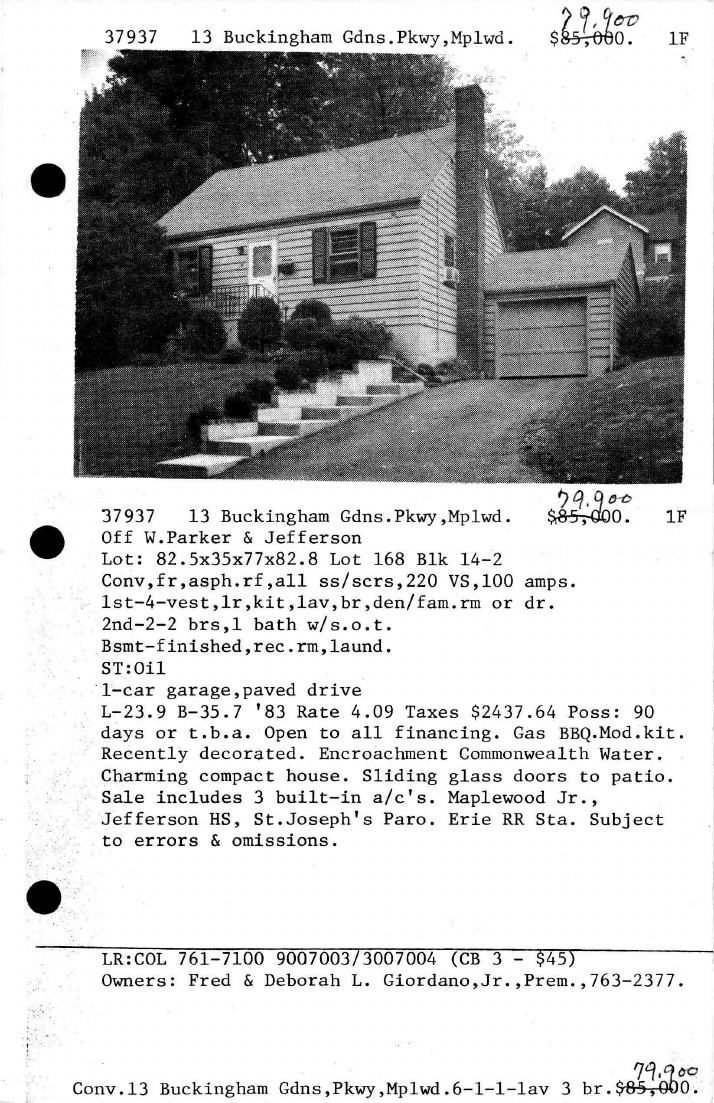 79.900
37937 13 Buckingham Gdns.Pkwy,Mplwd. $85,000. 1F
79.900
37937 13 Buckingham Gdns.Pkwy,Mplwd. $85,000. 1F
Off W.Parker & Jefferson
Lot: 82.5x35x77x82.8 Lot 168 Blk 14-2
Conv,fr,asph.rf,all ss/scrs,220 VS,100 amps.
1st-4-vest,lr,kit,lav,br,den/fam.rm or dr.
2nd-2-2 brs,1 bath w/s.o.t.
Bsmt-finished,rec.rm,laund.
ST:Oil
1-car garage,paved drive
L-23.9 B-35.7 '83 Rate 4.09 Taxes $2437.64 Poss: 90
days or t.b.a. Open to all financing. Gas BBQ.Mod.kit.
Recently decorated. Encroachment Commonwealth Water.
Charming compact house. Sliding glass doors to patio.
Sale includes 3 built-in a/c's. Maplewood Jr.,
Jefferson HS, St.Joseph's Paro. Erie RR Sta. Subject
to errors & omissions.
LR:COL 761-7100 9007003/3007004 (CB 3 - $45)
Owners: Fred & Deborah L. Giordano,Jr.,Prem.,763-2377.
79.900
Conv.13 Buckingham Gdns,Pkwy,Mplwd.6-1-1-lav 3 br.$85,000.